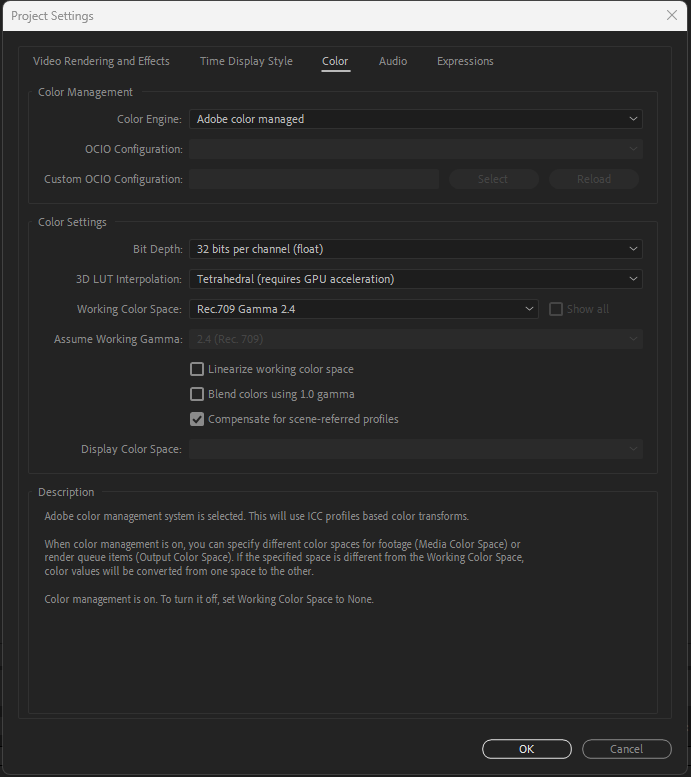 Project Settings
Video Rendering and Effects Time Display Style Color Audio Expressions
Color Management
Color Engine: Adobe color managed
OCIO Configuration:
Custom OCIO Configuration: Select Reload
Color Settings
Bit Depth: 32 bits per channel (float)
3D LUT Interpolation: Tetrahedral (requires GPU acceleration)
Working Color Space: Rec.709 Gamma 2.4 Show all
Assume Working Gamma: 2.4 (Rec. 709)
Linearize working color space
Blend colors using 1.0 gamma
Compensate for scene-referred profiles
Display Color Space:
Description
Adobe color management system is selected. This will use ICC profiles based color transforms.
When color management is on, you can specify different color spaces for footage (Media Color Space) or
render queue items (Output Color Space). If the specified space is different from the Working Color Space,
color values will be converted from one space to the other.
Color management is on. To turn it off, set Working Color Space to None.
OK Cancel